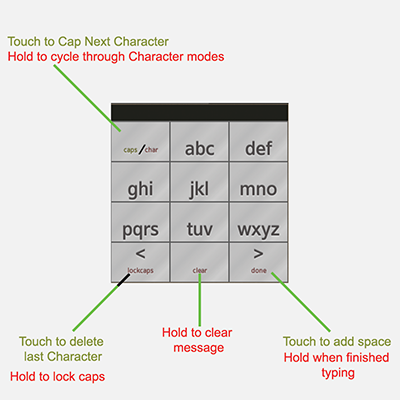 Touch to Cap Next Character
Hold to cycle through Character modes
caps/char abc def
ghi jkl mno
pqrs tuv wxyz
< >
lockcaps clear done
Touch to delete
last Character
Hold to lock caps
Hold to clear
message
Touch to add space
Hold when finished
typing